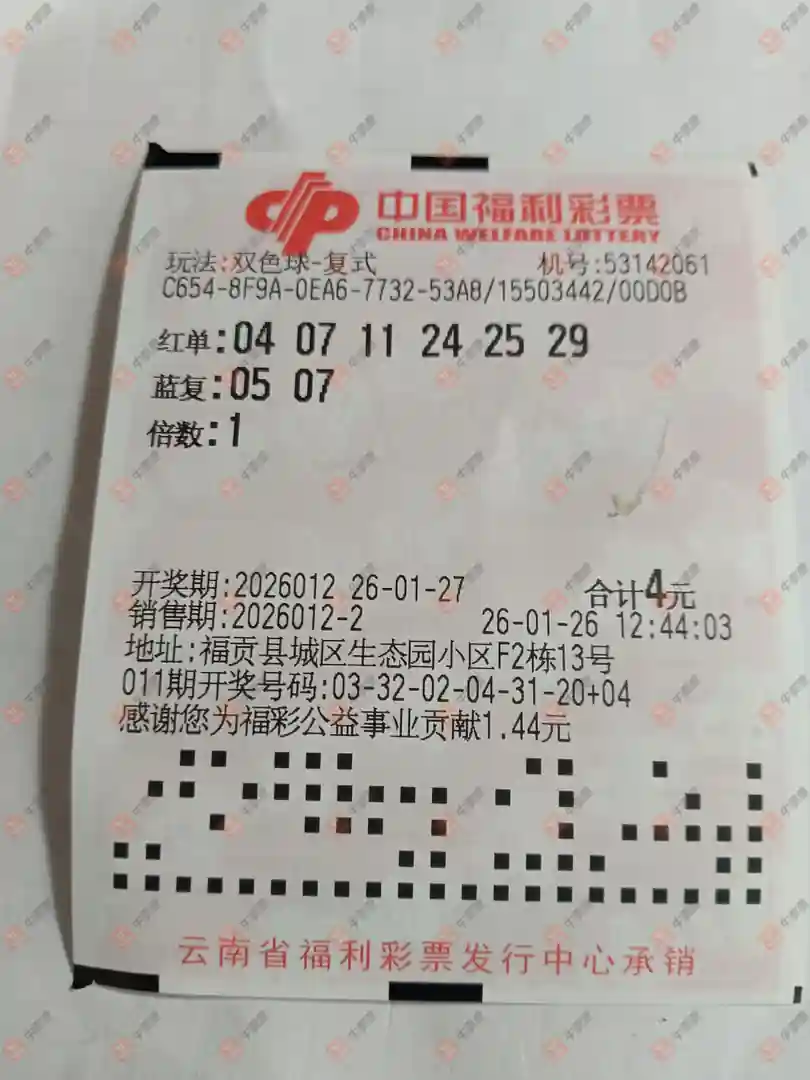 中国福利彩票
CHINA WELFARE LOTTERY
玩法:双色球-复式 机号:53142061
C654-8F9A-0EA6-7732-53A8/15503442/00D0B
红单:04 07 11 24 25 29
蓝复:05 07
倍数:1
开奖期:2026012 26-01-27 合计4元
销售期:2026012-2 26-01-26 12:44:03
地址:福贡县城区生态园小区F2栋13号
011期开奖号码:03-32-02-04-31-20+04
感谢您为福彩公益事业贡献1.44元
云南省福利彩票发行中心承销